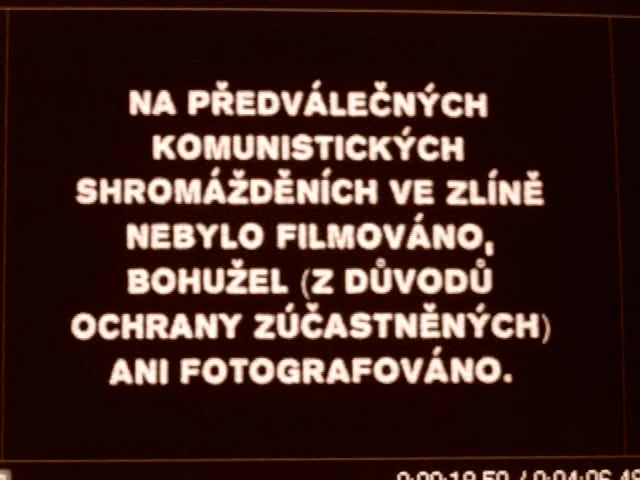 NA PŘEDVÁLEČNÝCH
KOMUNISTICKÝCH
SHROMÁŽDĚNÍCH VE ZLÍNĚ
NEBYLO FILMOVÁNO,
BOHUŽEL (Z DŮVODŮ
OCHRANY ZÚČASTNĚNÝCH)
ANI FOTOGRAFOVÁNO.